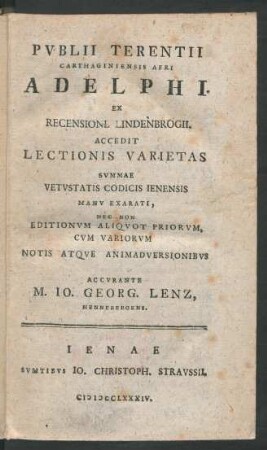 PVBLII TERENTII
CARTHAGINIENSIS AFRI
ADELPHI.
EX
RECENSIONE LINDENBROGII.
ACCEDIT
LECTIONIS VARIETAS
SVMMAE
VETVSTATIS CODICIS IENENSIS
MANV EXARATI,
NEC NON
EDITIONVM ALIQVOT PRIORVM,
CVM VARIORVM
NOTIS ATQVE ANIMADVERSIONIBVS
ACCVRANTE
M. IO. GEORG. LENZ,
HENNEBERGENS.
IENAE
SVMTIBVS IO. CHRISTOPH. STRAVSSII.
CIↃIↃCCLXXXIV.